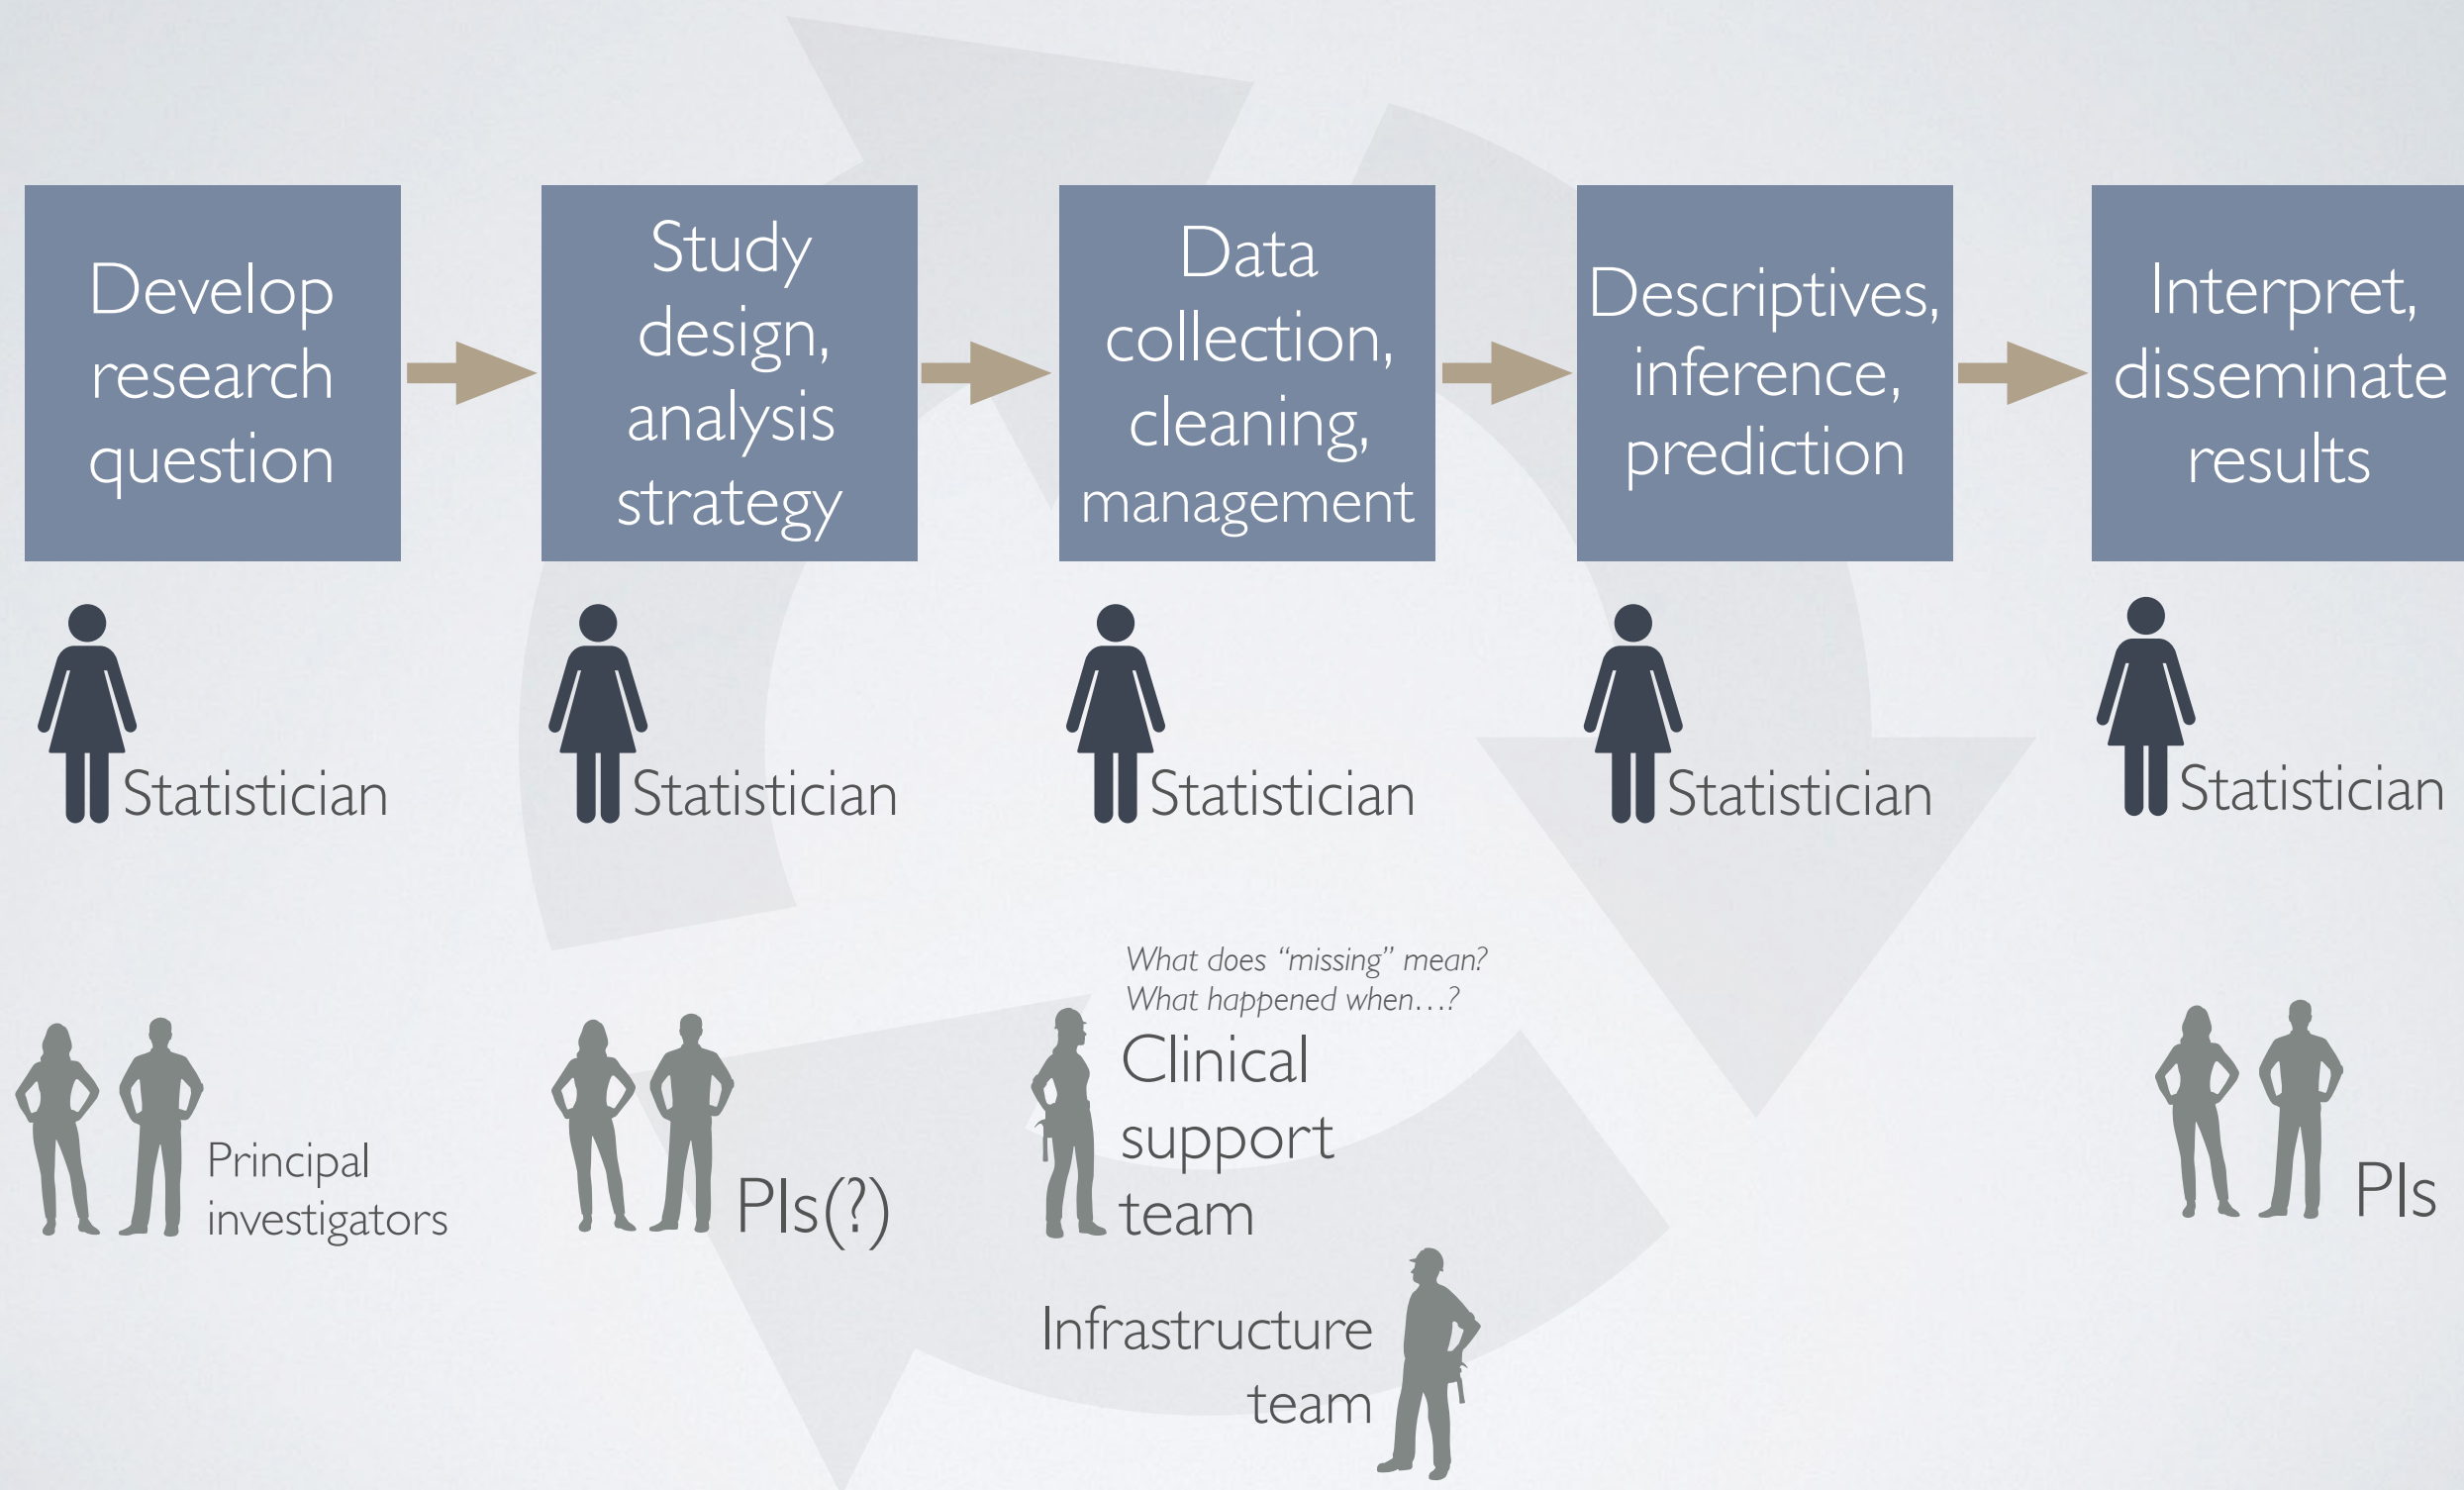 Develop
research
question
Study
design,
analysis
strategy
Data
collection,
cleaning,
management
Descriptives,
inference,
prediction
Interpret,
disseminate
results
Statistician
Statistician
Statistician
Statistician
Statistician
Principal
investigators
PIs(?)
What does “missing” mean?
What happened when…?
Clinical
support
team
Infrastructure
team
PIs